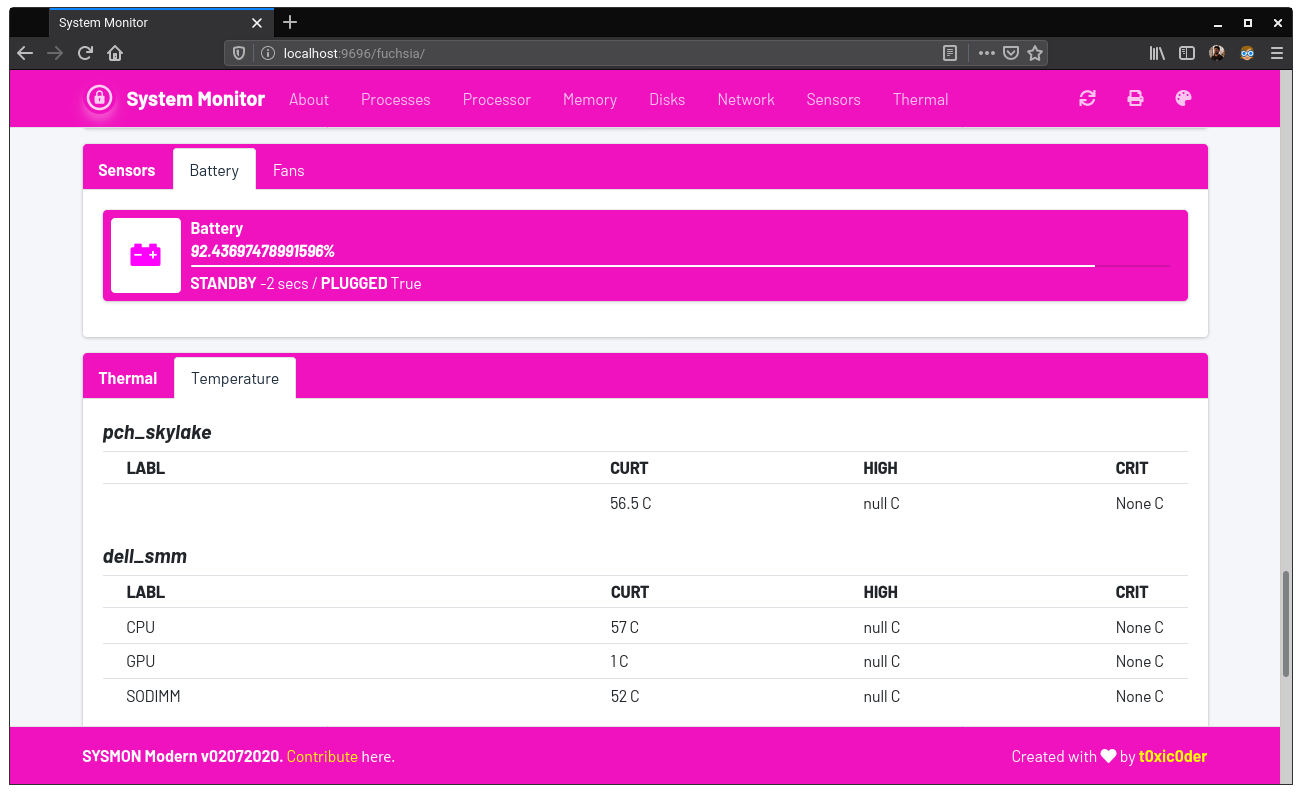 System Monitor
localhost:9696/fuchsia/
System Monitor About Processes Processor Memory Disks Network Sensors Thermal
Sensors Battery Fans
Battery
92.43697478991596%
STANDBY -2 secs / PLUGGED True
Thermal Temperature
pch_skylake
LABL CURT HIGH CRIT
56.5 C null C None C
dell_smm
LABL CURT HIGH CRIT
CPU 57 C null C None C
GPU 1 C null C None C
SODIMM 52 C null C None C
SYSMON Modern v02072020. Contribute here. Created with ♥ by t0xic0der